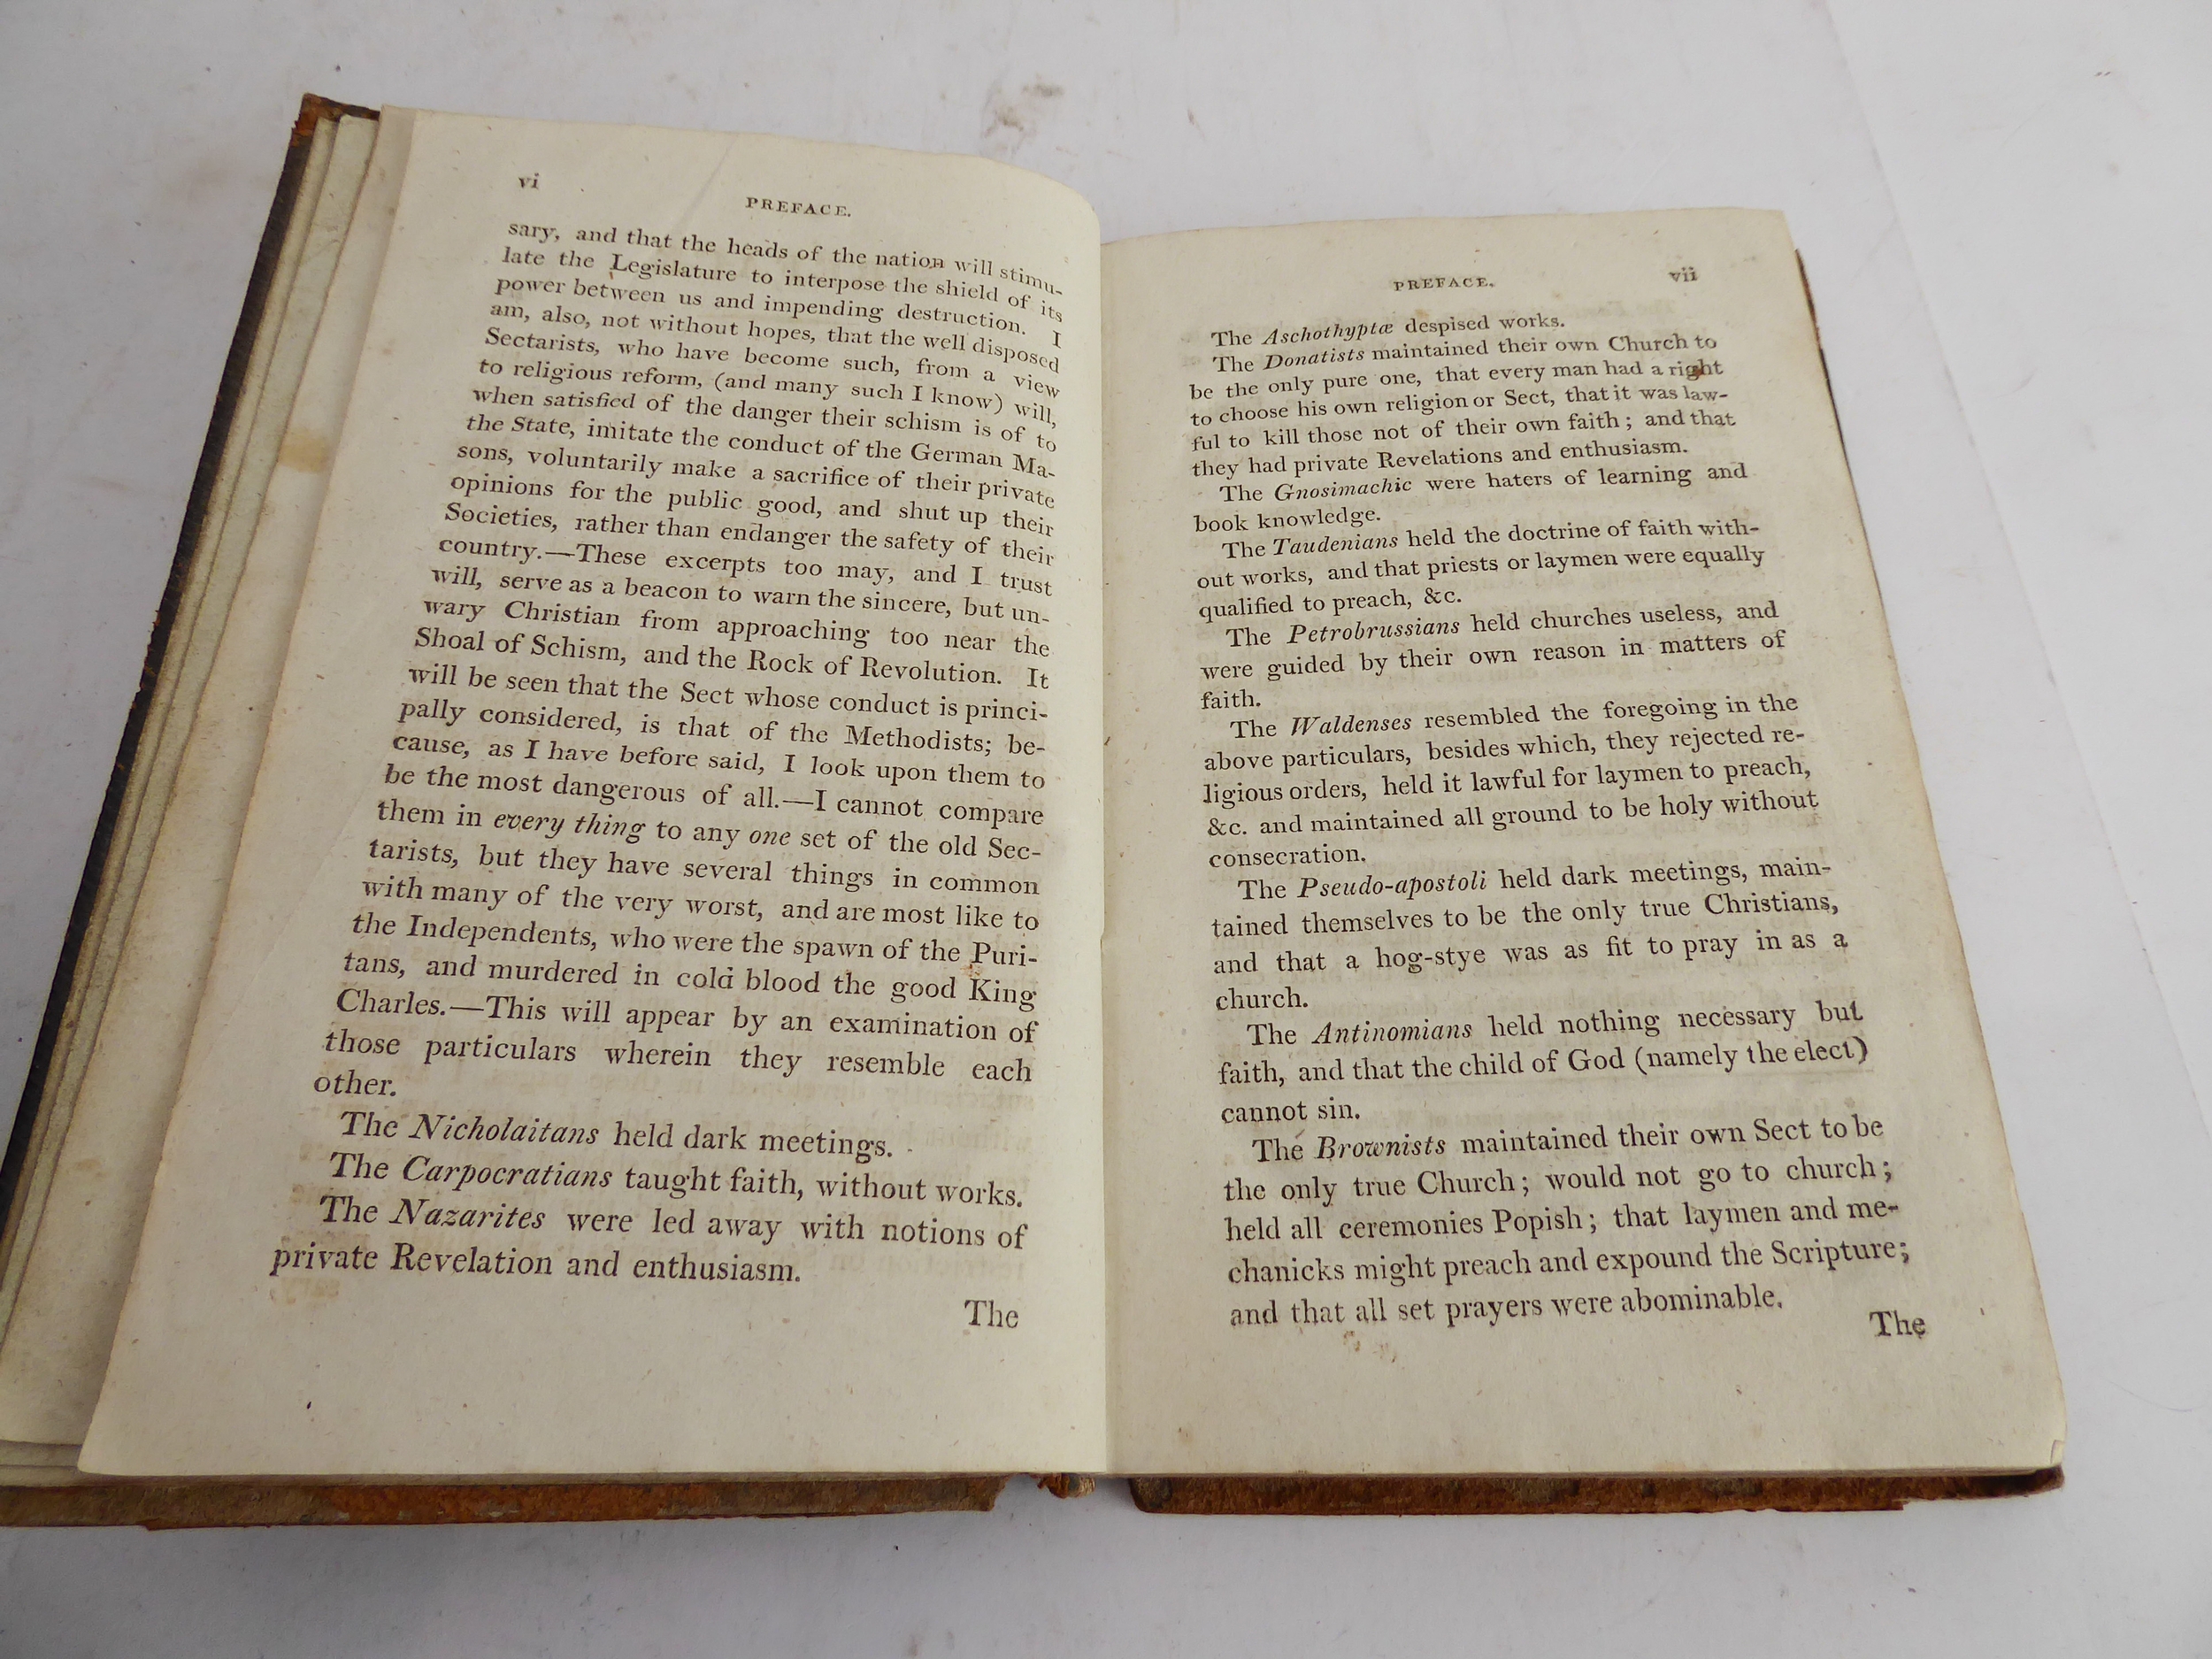 vi
PREFACE.
sary, and that the heads of the nation will stimu-
late the Legislature to interpose the shield of its
power between us and impending destruction. I
am, also, not without hopes, that the well disposed
Sectarists, who have become such, from a view
to religious reform, (and many such I know) will,
when satisfied of the danger their schism is of to
the State, imitate the conduct of the German Ma-
sons, voluntarily make a sacrifice of their private
opinions for the public good, and shut up their
Societies, rather than endanger the safety of their
country.—These excerpts too may, and I trust
will, serve as a beacon to warn the sincere, but un-
wary Christian from approaching too near the
Shoal of Schism, and the Rock of Revolution. It
will be seen that the Sect whose conduct is princi-
pally considered, is that of the Methodists; be-
cause, as I have before said, I look upon them to
be the most dangerous of all.—I cannot compare
them in every thing to any one set of the old Sec-
tarists, but they have several things in common
with many of the very worst, and are most like to
the Independents, who were the spawn of the Puri-
tans, and murdered in cold blood the good King
Charles.—This will appear by an examination of
those particulars wherein they resemble each
other.
The Nicholaitans held dark meetings.
The Carpocratians taught faith, without works.
The Nazarites were led away with notions of
private Revelation and enthusiasm.
The
PREFACE.
vii
The Aschothyptæ despised works.
The Donatists maintained their own Church to
be the only pure one, that every man had a right
to choose his own religion or Sect, that it was law-
ful to kill those not of their own faith; and that
they had private Revelations and enthusiasm.
The Gnosimachic were haters of learning and
book knowledge.
The Taudenians held the doctrine of faith with-
out works, and that priests or laymen were equally
qualified to preach, &c.
The Petrobrussians held churches useless, and
were guided by their own reason in matters of
faith.
The Waldenses resembled the foregoing in the
above particulars, besides which, they rejected re-
ligious orders, held it lawful for laymen to preach,
&c. and maintained all ground to be holy without
consecration.
The Pseudo-apostoli held dark meetings, main-
tained themselves to be the only true Christians,
and that a hog-stye was as fit to pray in as a
church.
The Antinomians held nothing necessary but
faith, and that the child of God (namely the elect)
cannot sin.
The Brownists maintained their own Sect to be
the only true Church; would not go to church;
held all ceremonies Popish; that laymen and me-
chanicks might preach and expound the Scripture;
and that all set prayers were abominable.
The